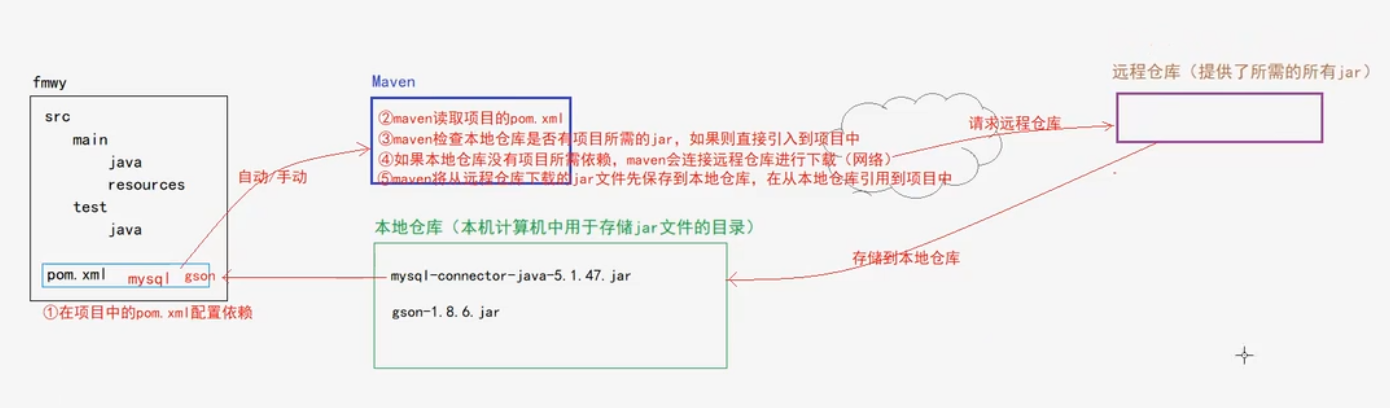 fmwy
src
main
java
resources
test
java
pom.xml
mysql
gson
①在项目中的pom.xml配置依赖
自动/手动
Maven
②maven读取项目的pom.xml
③maven检查本地仓库是否有项目所需的jar，如果则直接引入到项目中
④如果本地仓库没有项目所需依赖，maven会连接远程仓库进行下载（网络）
⑤maven将从远程仓库下载的jar文件先保存到本地仓库，在从本地仓库引用到项目中
本地仓库（本机计算机中用于存储jar文件的目录）
mysql-connector-java-5.1.47.jar
gson-1.8.6.jar
请求远程仓库
存储到本地仓库
远程仓库（提供了所需的所有jar）